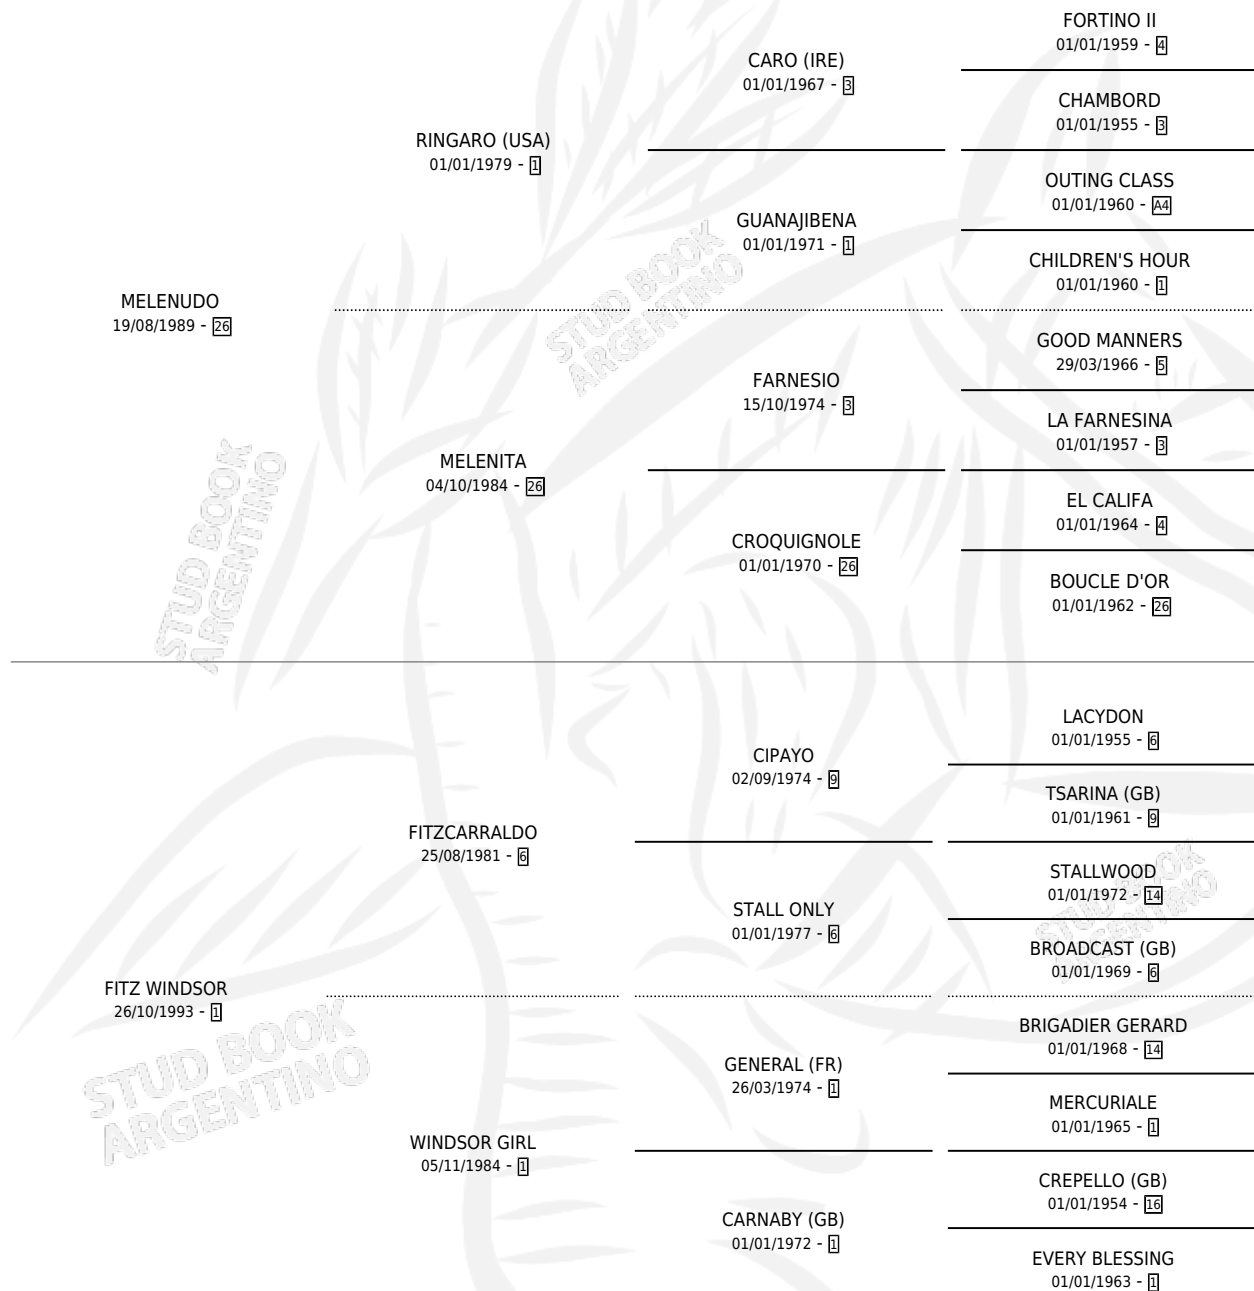 FORTINO II
01/01/1959 - 4
CARO (IRE)
01/01/1967 - 3
CHAMBORD
01/01/1955 - 3
RINGARO (USA)
01/01/1979 - 1
OUTING CLASS
01/01/1960 - A4
GUANAJIBENA
01/01/1971 - 1
CHILDREN'S HOUR
01/01/1960 - 1
MELENUDO
19/08/1989 - 26
GOOD MANNERS
29/03/1966 - 5
FARNESIO
15/10/1974 - 3
LA FARNESINA
01/01/1957 - 3
MELENITA
04/10/1984 - 26
EL CALIFA
01/01/1964 - 4
CROQUIGNOLE
01/01/1970 - 26
BOUCLE D'OR
01/01/1962 - 26
LACYDON
01/01/1955 - 6
CIPAYO
02/09/1974 - 9
TSARINA (GB)
01/01/1961 - 9
FITZCARRALDO
25/08/1981 - 6
STALLWOOD
01/01/1972 - 14
STALL ONLY
01/01/1977 - 6
BROADCAST (GB)
01/01/1969 - 6
FITZ WINDSOR
26/10/1993 - 1
BRIGADIER GERARD
01/01/1968 - 14
GENERAL (FR)
26/03/1974 - 1
MERCURIALE
01/01/1965 - 1
WINDSOR GIRL
05/11/1984 - 1
CREPELLO (GB)
01/01/1954 - 16
CARNABY (GB)
01/01/1972 - 1
EVERY BLESSING
01/01/1963 - 1
STUD BOOK
ARGENTINO
STUD BOOK
ARGENTINO
STUD BOOK
ARGENTINO
STUD BOOK
ARGENTINO